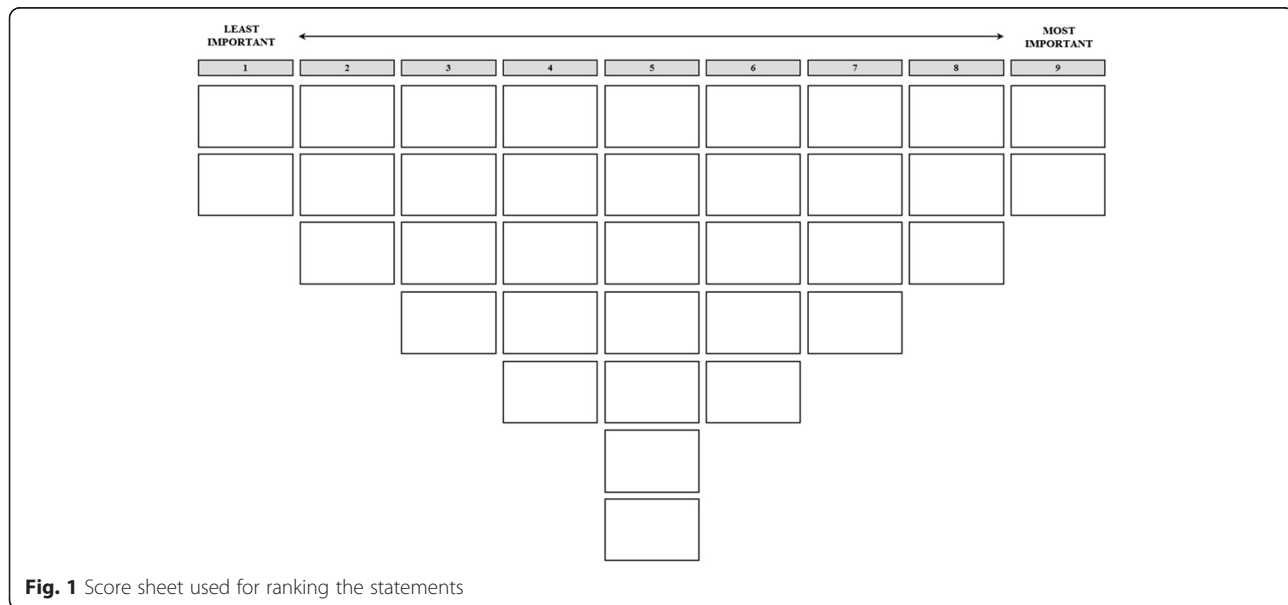 LEAST
IMPORTANT
MOST
IMPORTANT
1 2 3 4 5 6 7 8 9
Fig. 1 Score sheet used for ranking the statements